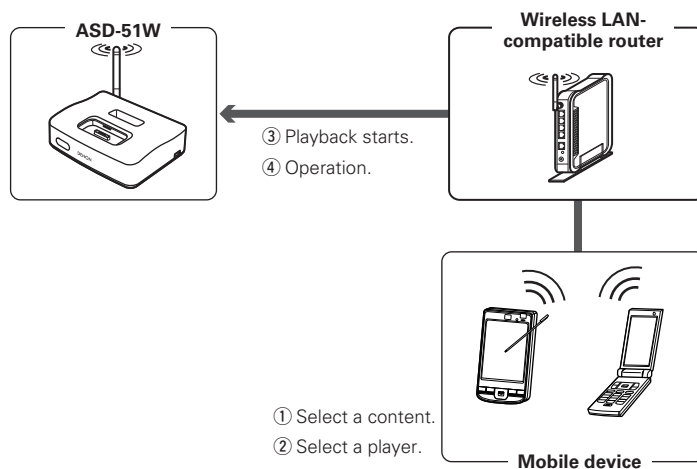 ASD-51W
Wireless LAN-
compatible router
③ Playback starts.
④ Operation.
DENON
① Select a content.
② Select a player.
Mobile device